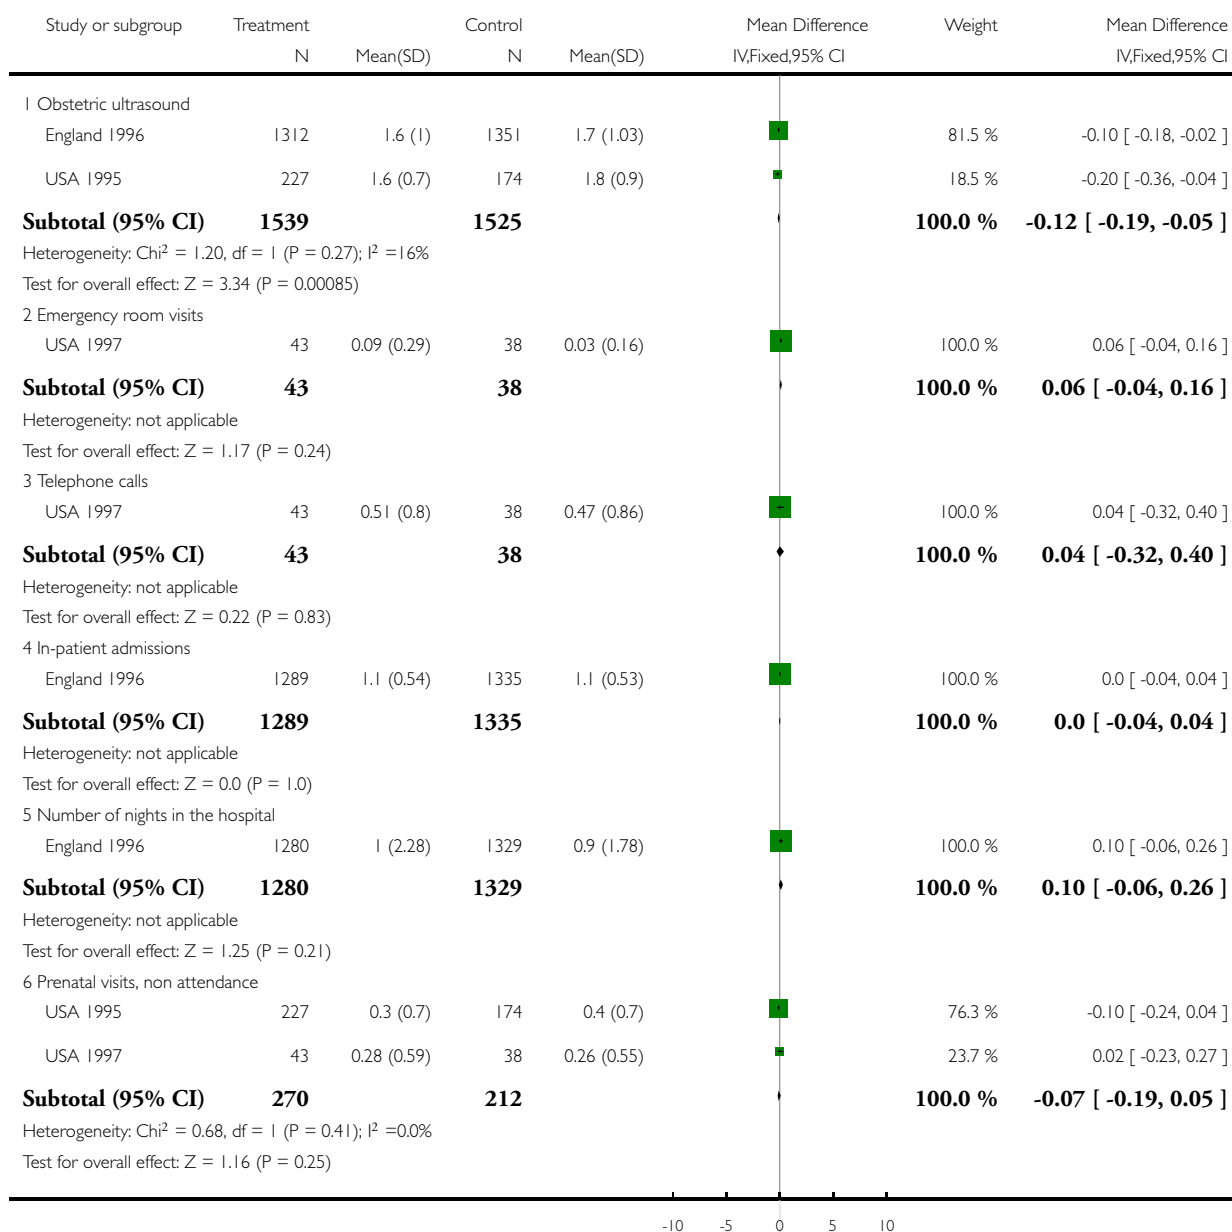 Study or subgroup Treatment Control Mean Difference Weight Mean Difference
N Mean(SD) N Mean(SD) IV,Fixed,95% CI IV,Fixed,95% CI
1 Obstetric ultrasound
England 1996 1312 1.6 (1) 1351 1.7 (1.03) 81.5 % -0.10 [ -0.18, -0.02 ]
USA 1995 227 1.6 (0.7) 174 1.8 (0.9) 18.5 % -0.20 [ -0.36, -0.04 ]
Subtotal (95% CI) 1539 1525 100.0 % -0.12 [ -0.19, -0.05 ]
Heterogeneity: Chi² = 1.20, df = 1 (P = 0.27); I² =16%
Test for overall effect: Z = 3.34 (P = 0.00085)
2 Emergency room visits
USA 1997 43 0.09 (0.29) 38 0.03 (0.16) 100.0 % 0.06 [ -0.04, 0.16 ]
Subtotal (95% CI) 43 38 100.0 % 0.06 [ -0.04, 0.16 ]
Heterogeneity: not applicable
Test for overall effect: Z = 1.17 (P = 0.24)
3 Telephone calls
USA 1997 43 0.51 (0.8) 38 0.47 (0.86) 100.0 % 0.04 [ -0.32, 0.40 ]
Subtotal (95% CI) 43 38 100.0 % 0.04 [ -0.32, 0.40 ]
Heterogeneity: not applicable
Test for overall effect: Z = 0.22 (P = 0.83)
4 In-patient admissions
England 1996 1289 1.1 (0.54) 1335 1.1 (0.53) 100.0 % 0.0 [ -0.04, 0.04 ]
Subtotal (95% CI) 1289 1335 100.0 % 0.0 [ -0.04, 0.04 ]
Heterogeneity: not applicable
Test for overall effect: Z = 0.0 (P = 1.0)
5 Number of nights in the hospital
England 1996 1280 1 (2.28) 1329 0.9 (1.78) 100.0 % 0.10 [ -0.06, 0.26 ]
Subtotal (95% CI) 1280 1329 100.0 % 0.10 [ -0.06, 0.26 ]
Heterogeneity: not applicable
Test for overall effect: Z = 1.25 (P = 0.21)
6 Prenatal visits, non attendance
USA 1995 227 0.3 (0.7) 174 0.4 (0.7) 76.3 % -0.10 [ -0.24, 0.04 ]
USA 1997 43 0.28 (0.59) 38 0.26 (0.55) 23.7 % 0.02 [ -0.23, 0.27 ]
Subtotal (95% CI) 270 212 100.0 % -0.07 [ -0.19, 0.05 ]
Heterogeneity: Chi² = 0.68, df = 1 (P = 0.41); I² =0.0%
Test for overall effect: Z = 1.16 (P = 0.25)
-10 -5 0 5 10